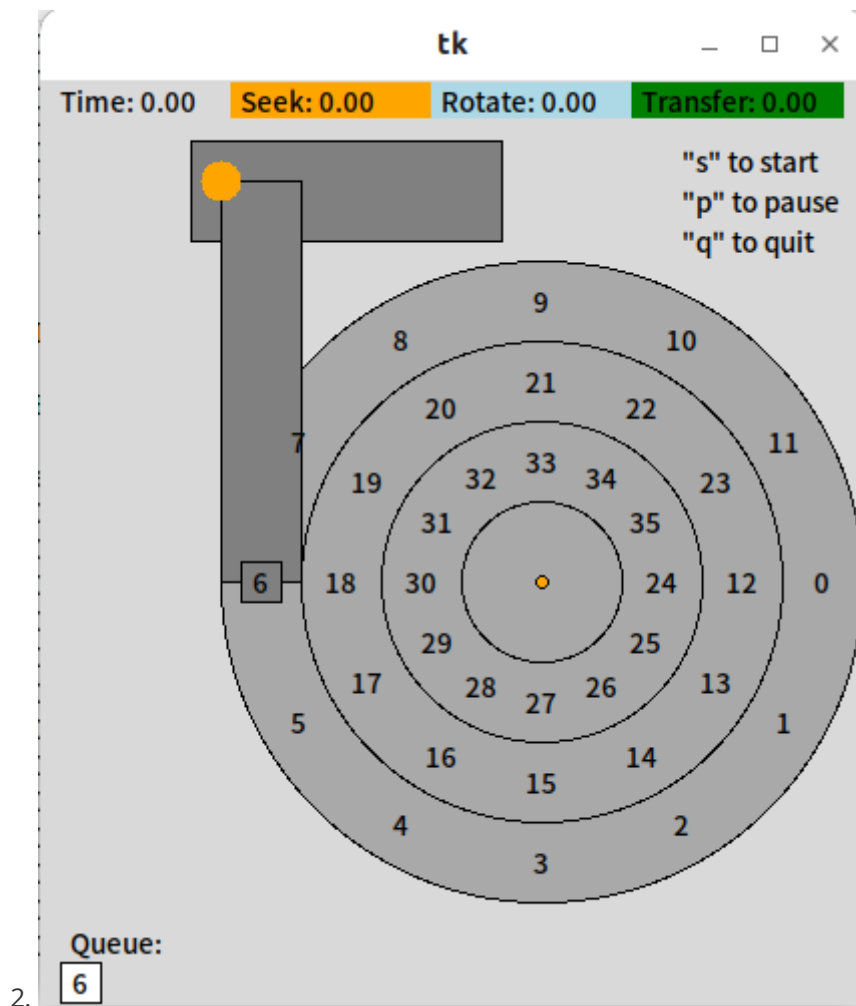 tk
Time: 0.00 Seek: 0.00 Rotate: 0.00 Transfer: 0.00
"s" to start
"p" to pause
"q" to quit
9
8 10
21
20 22
7 11
33
32 34
19 23
31 35
6 18 30 24 12 0
29 25
17 13
28 26
27
5 1
16 14
15
4 2
3
Queue:
6
2.